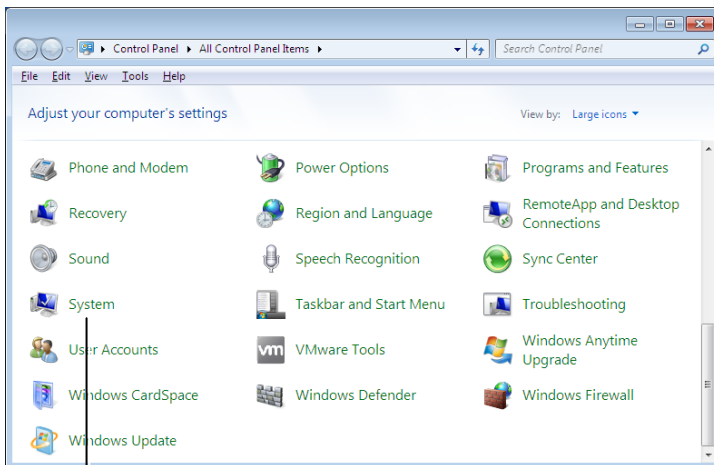 Control Panel ▸ All Control Panel Items ▸
Search Control Panel
File Edit View Tools Help
Adjust your computer's settings
View by: Large icons
Phone and Modem
Power Options
Programs and Features
Recovery
Region and Language
RemoteApp and Desktop
Connections
Sound
Speech Recognition
Sync Center
System
Taskbar and Start Menu
Troubleshooting
User Accounts
vm
VMware Tools
Windows Anytime
Upgrade
Windows CardSpace
Windows Defender
Windows Firewall
Windows Update